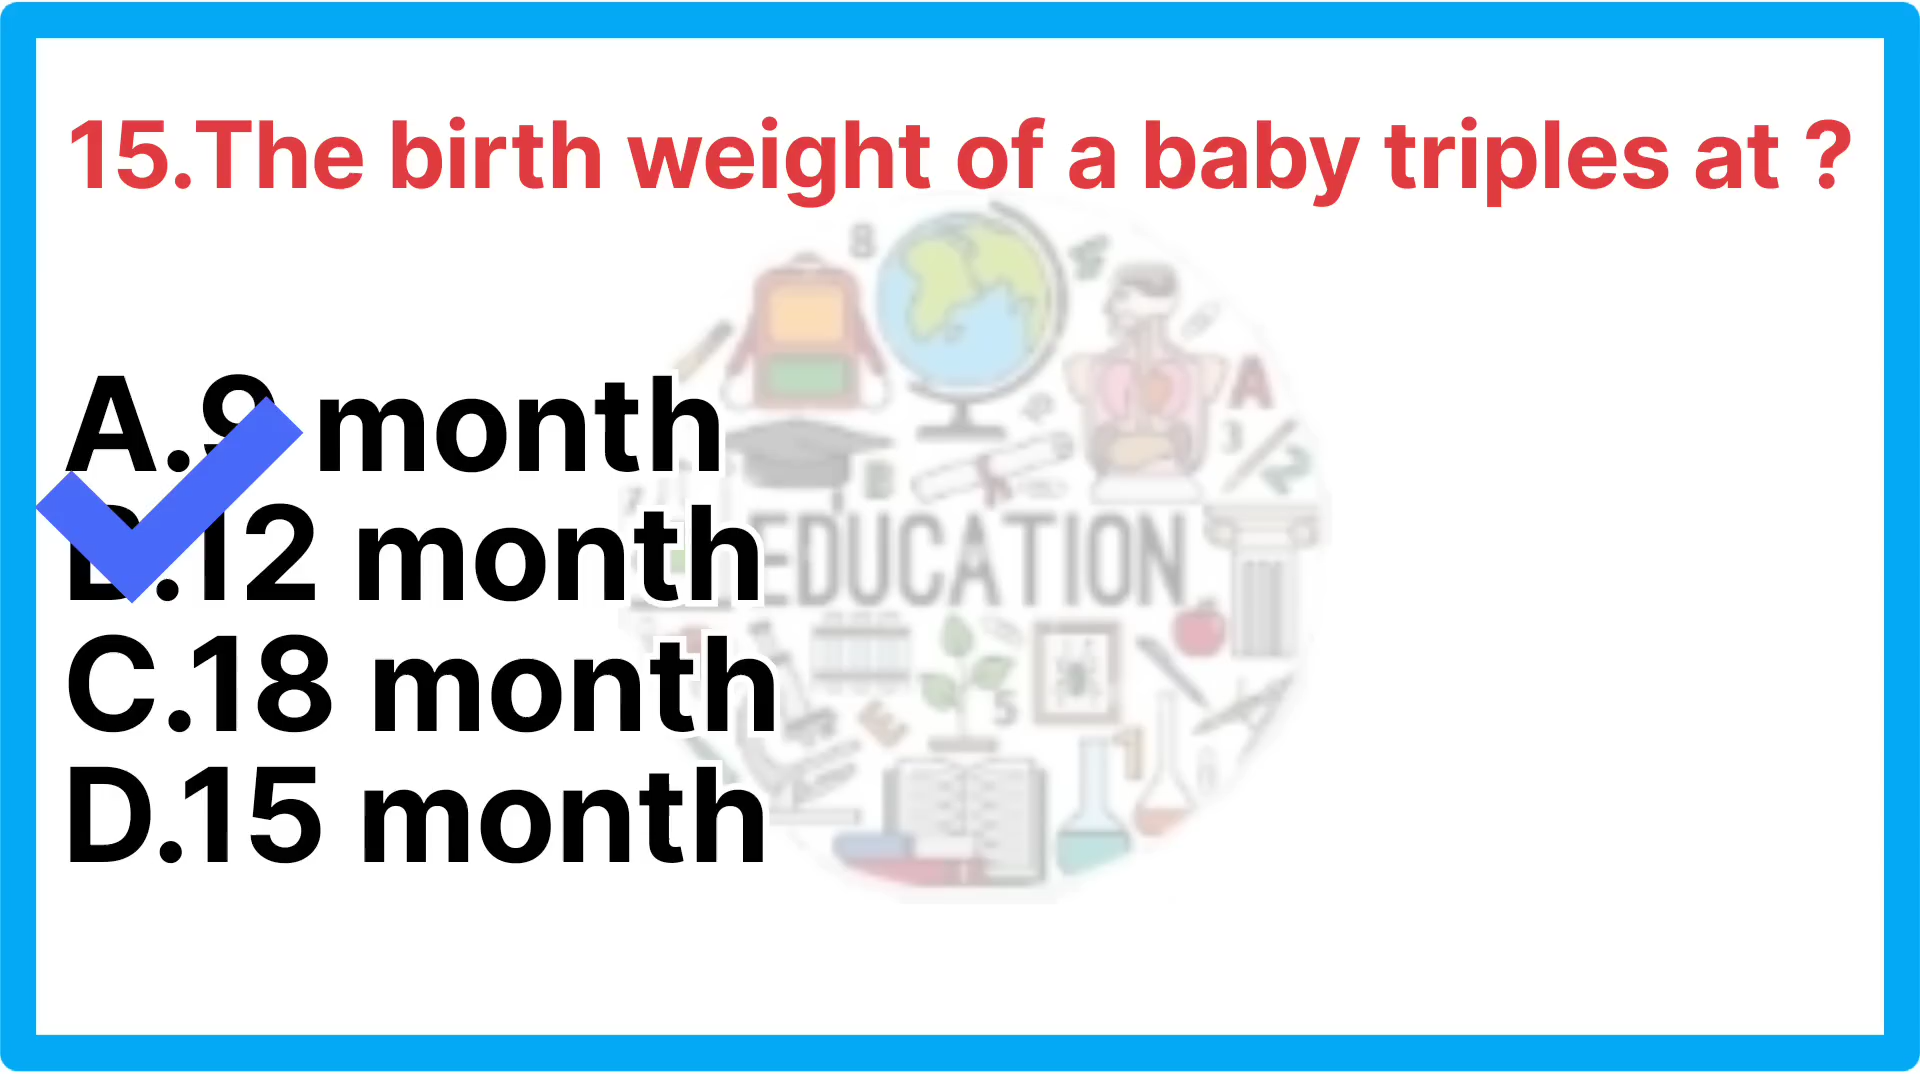 15.The birth weight of a baby triples at ?
A.9 month
B.12 month
C.18 month
D.15 month
EDUCATION